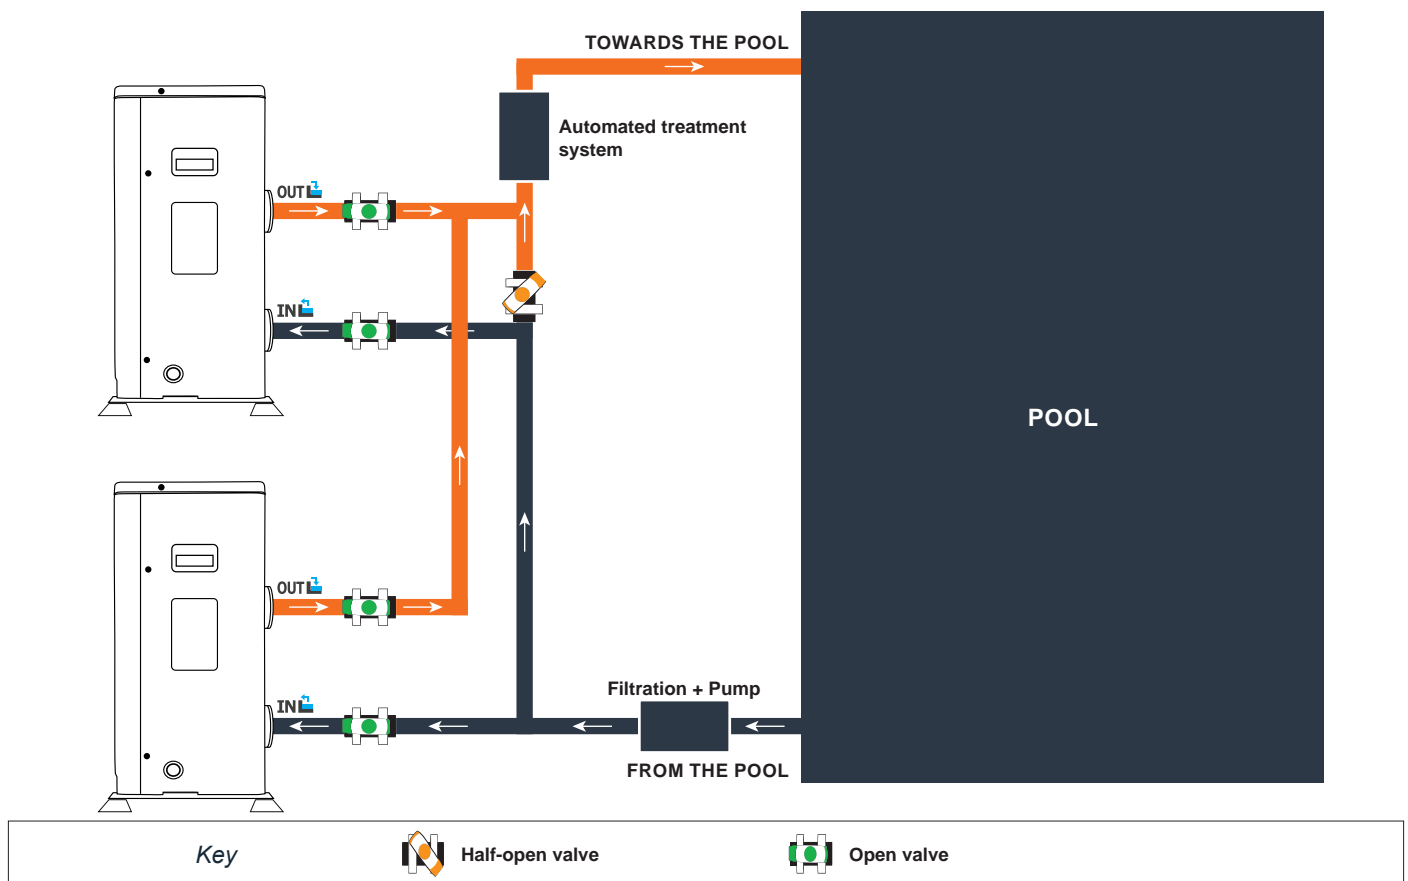 TOWARDS THE POOL
Automated treatment
system
OUT
IN
POOL
OUT
IN
Filtration + Pump
FROM THE POOL
Key
Half-open valve
Open valve